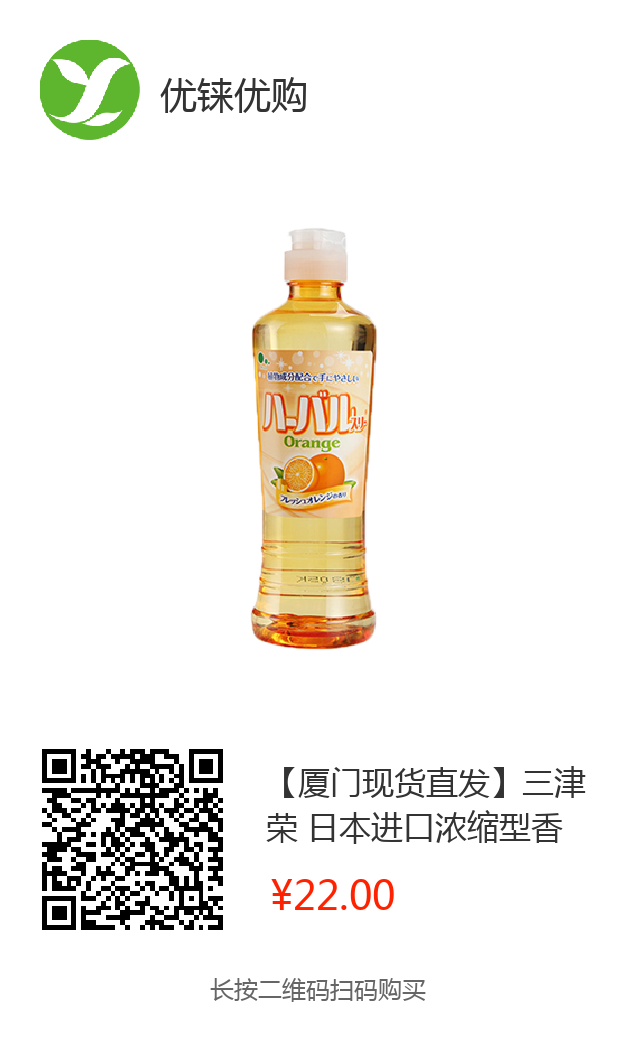 优铼优购
植物成分配合で手にやさしい
ハーバル
スリー
Orange
フレッシュオレンジの香り
【厦门现货直发】三津
荣 日本进口浓缩型香
¥22.00
长按二维码扫码购买